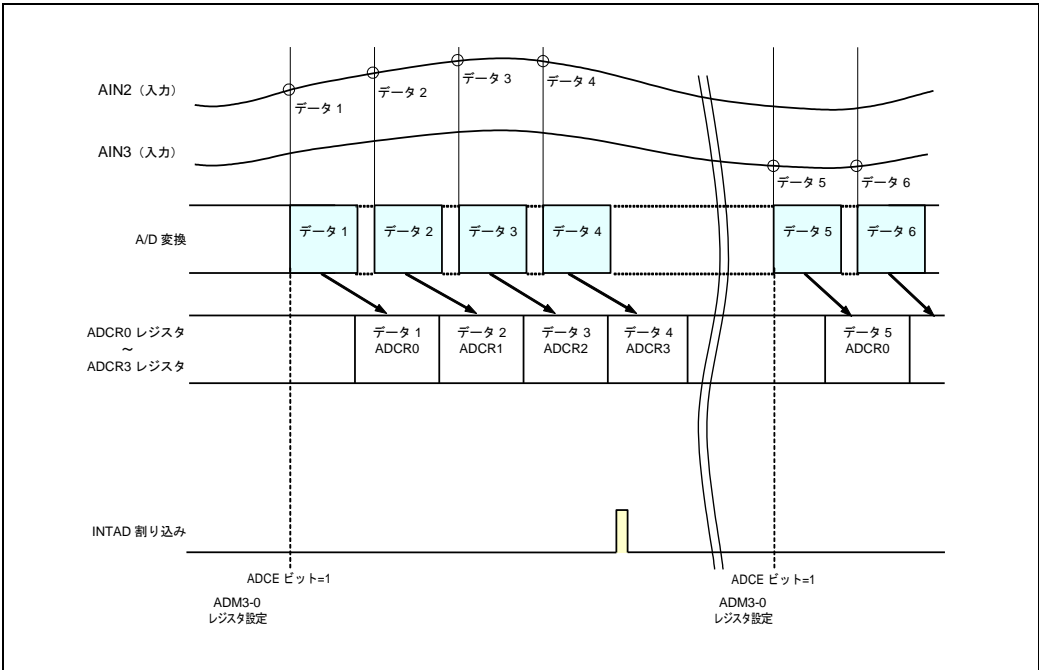 AIN2（入力）
データ 1
データ 2
データ 3
データ 4
AIN3（入力）
データ 5
データ 6
A/D 変換
データ 1
データ 2
データ 3
データ 4
データ 5
データ 6
ADCR0 レジスタ
～
ADCR3 レジスタ
データ 1
ADCR0
データ 2
ADCR1
データ 3
ADCR2
データ 4
ADCR3
データ 5
ADCR0
INTAD 割り込み
ADCE ビット=1
ADM3-0
レジスタ設定
ADCE ビット=1
ADM3-0
レジスタ設定